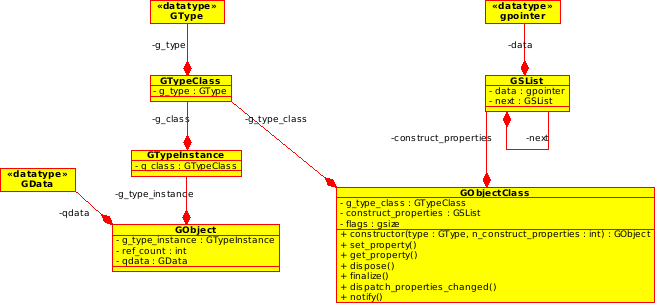 «datatype»
GType
«datatype»
gpointer
-g_type
-data
GTypeClass
- g_type : GType
GSList
- data : gpointer
- next : GSList
-g_class
-g_type_class
-construct_properties
-next
GTypeInstance
- g_class : GTypeClass
«datatype»
GData
-g_type_instance
-qdata
GObject
- g_type_instance : GTypeInstance
- ref_count : int
- qdata : GData
GObjectClass
- g_type_class : GTypeClass
- construct_properties : GSList
- flags : gsize
+ constructor(type : GType, n_construct_properties : int) : GObject
+ set_property()
+ get_property()
+ dispose()
+ finalize()
+ dispatch_properties_changed()
+ notify()